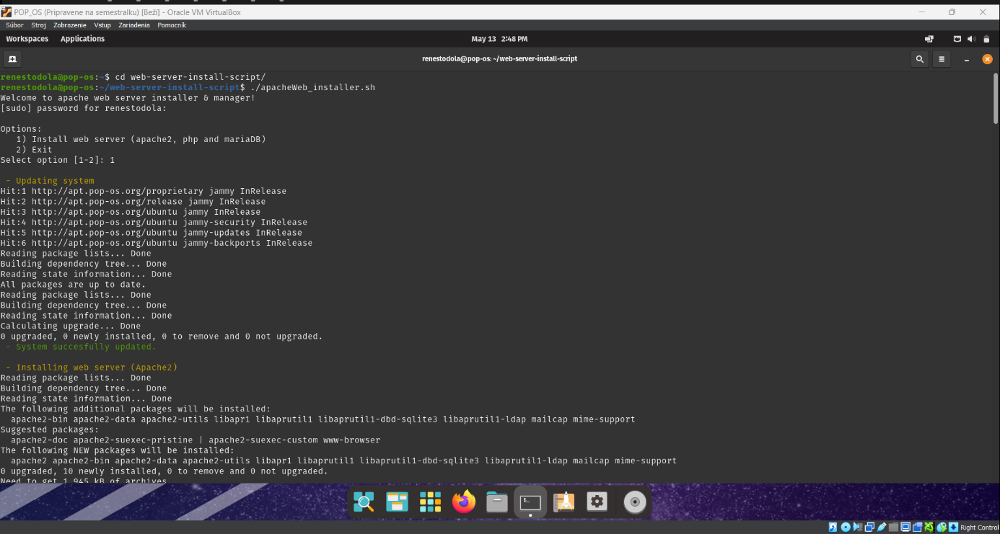 POP_OS (Pripravene na semestralku) [Beží] - Oracle VM VirtualBox
Súbor Stroj Zobrazenie Vstup Zariadenia Pomocník
Workspaces Applications May 13 2:48 PM
renestodola@pop-os: ~/web-server-install-script
renestodola@pop-os:~$ cd web-server-install-script/
renestodola@pop-os:~/web-server-install-script$ ./apacheWeb_installer.sh
Welcome to apache web server installer & manager!
[sudo] password for renestodola:
Options:
1) Install web server (apache2, php and mariaDB)
2) Exit
Select option [1-2]: 1
- Updating system
Hit:1 http://apt.pop-os.org/proprietary jammy InRelease
Hit:2 http://apt.pop-os.org/release jammy InRelease
Hit:3 http://apt.pop-os.org/ubuntu jammy InRelease
Hit:4 http://apt.pop-os.org/ubuntu jammy-security InRelease
Hit:5 http://apt.pop-os.org/ubuntu jammy-updates InRelease
Hit:6 http://apt.pop-os.org/ubuntu jammy-backports InRelease
Reading package lists... Done
Building dependency tree... Done
Reading state information... Done
All packages are up to date.
Reading package lists... Done
Building dependency tree... Done
Reading state information... Done
Calculating upgrade... Done
0 upgraded, 0 newly installed, 0 to remove and 0 not upgraded.
- System succesfully updated.
- Installing web server (Apache2)
Reading package lists... Done
Building dependency tree... Done
Reading state information... Done
The following additional packages will be installed:
apache2-bin apache2-data apache2-utils libapr1 libaprutil1 libaprutil1-dbd-sqlite3 libaprutil1-ldap mailcap mime-support
Suggested packages:
apache2-doc apache2-suexec-pristine | apache2-suexec-custom www-browser
The following NEW packages will be installed:
apache2 apache2-bin apache2-data apache2-utils libapr1 libaprutil1 libaprutil1-dbd-sqlite3 libaprutil1-ldap mailcap mime-support
0 upgraded, 10 newly installed, 0 to remove and 0 not upgraded.
Need to get 1 945 kB of archives
Right Control